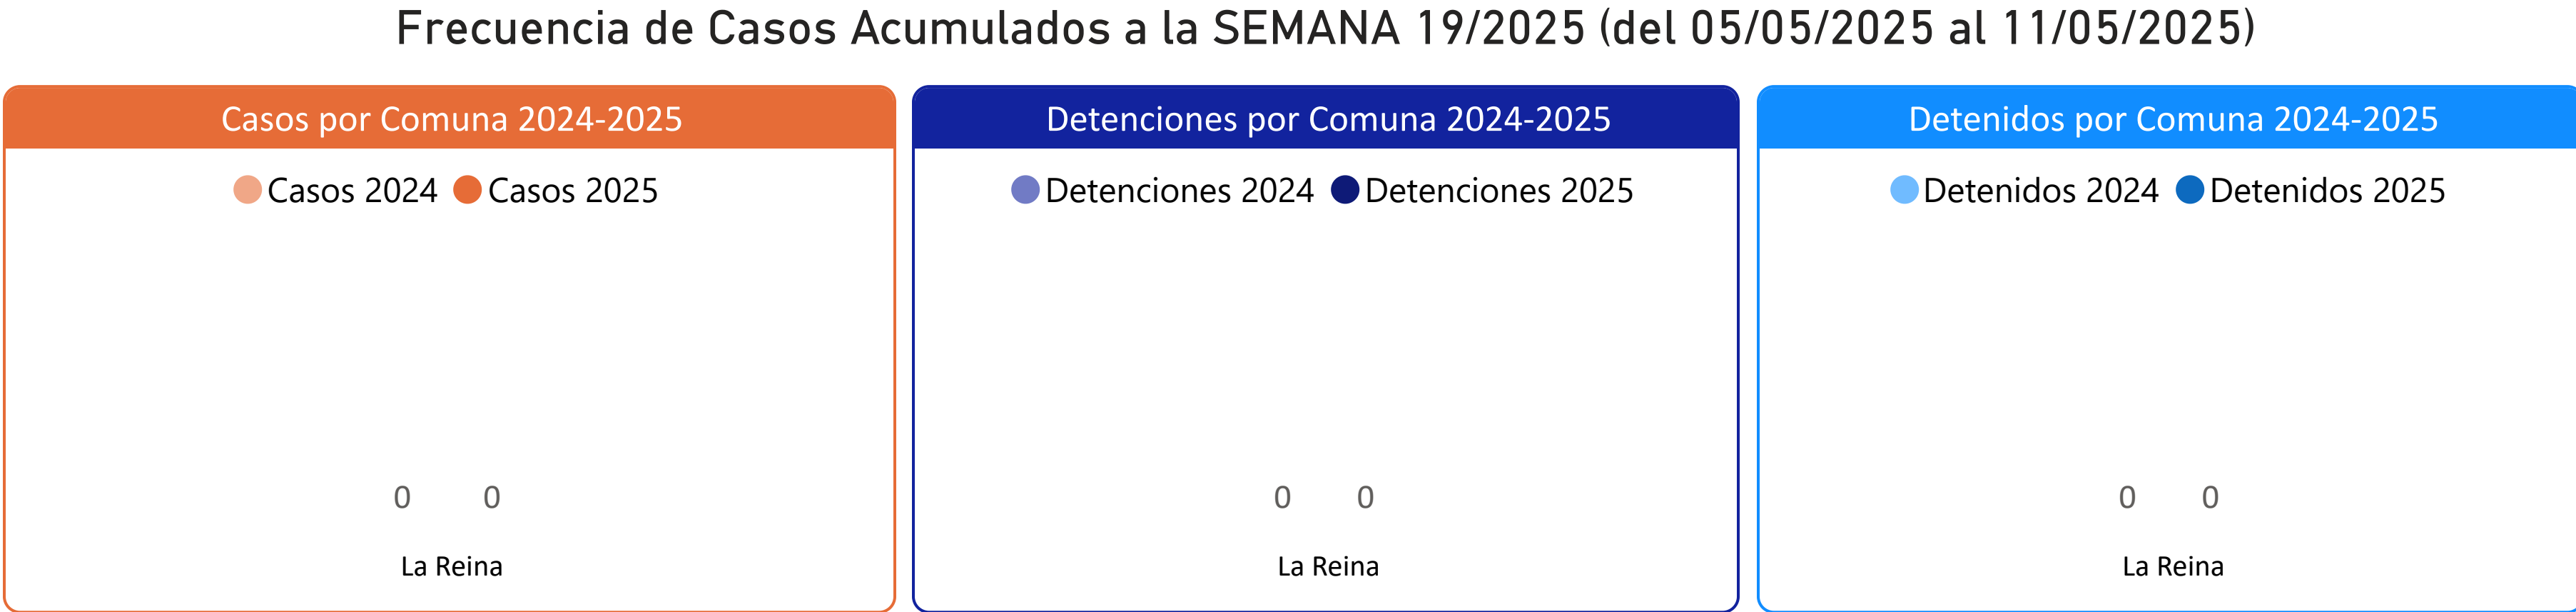 Frecuencia de Casos Acumulados a la SEMANA 19/2025 (del 05/05/2025 al 11/05/2025)
Casos por Comuna 2024-2025
Casos 2024 Casos 2025
0 0
La Reina
Detenciones por Comuna 2024-2025
Detenciones 2024 Detenciones 2025
0 0
La Reina
Detenidos por Comuna 2024-2025
Detenidos 2024 Detenidos 2025
0 0
La Reina